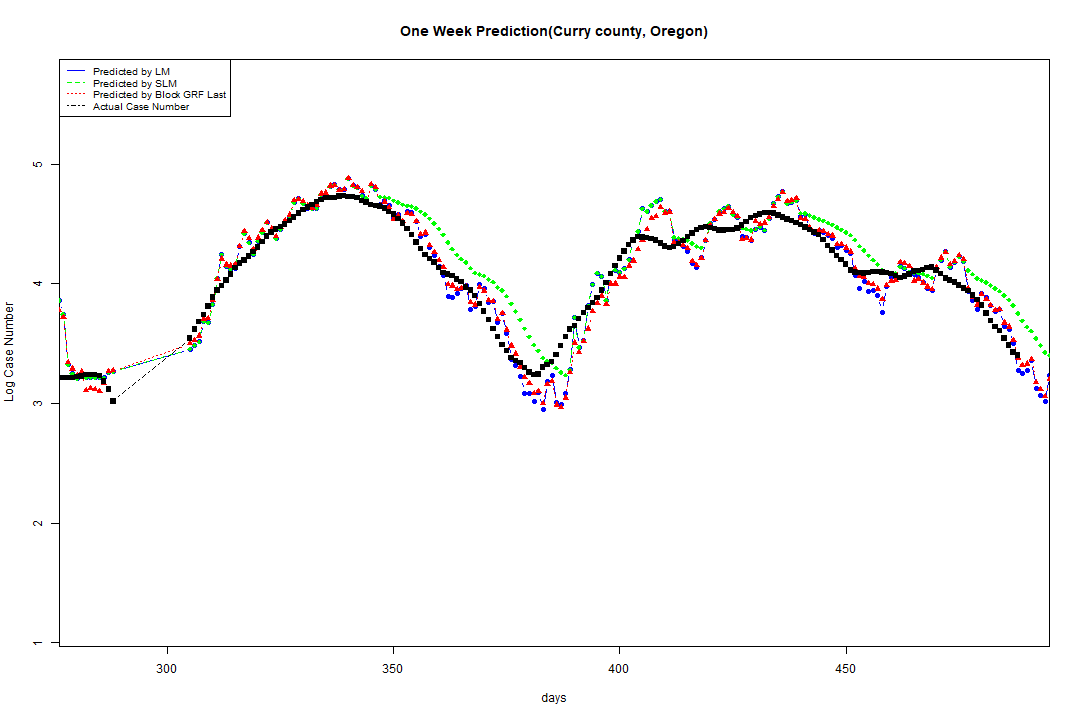 One Week Prediction(Curry county, Oregon)
Predicted by LM
Predicted by SLM
Predicted by Block GRF Last
Actual Case Number
5
4
3
2
1
Log Case Number
300 350 400 450
days